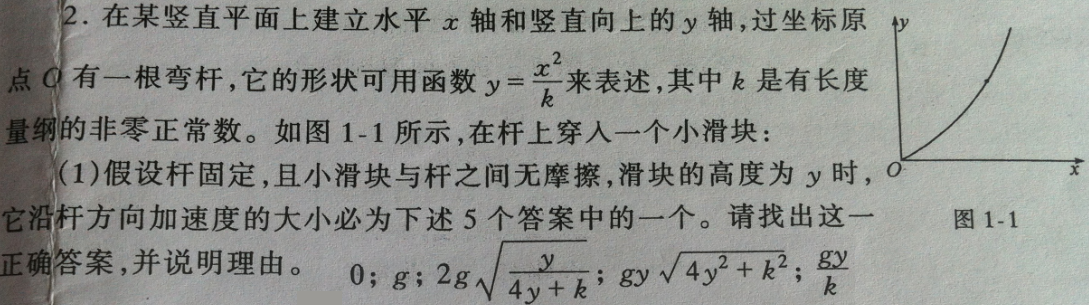 2. 在某竖直平面上建立水平 x 轴和竖直向上的 y 轴,过坐标原
点 O 有一根弯杆,它的形状可用函数 y = x²/k 来表述,其中 k 是有长度
量纲的非零正常数。如图 1-1 所示,在杆上穿入一个小滑块:
(1)假设杆固定,且小滑块与杆之间无摩擦,滑块的高度为 y 时,
它沿杆方向加速度的大小必为下述 5 个答案中的一个。请找出这一
正确答案,并说明理由。 0; g; 2g√(y/(4y+k)); gy√(4y²+k²); gy/k
y
O
x
图 1-1